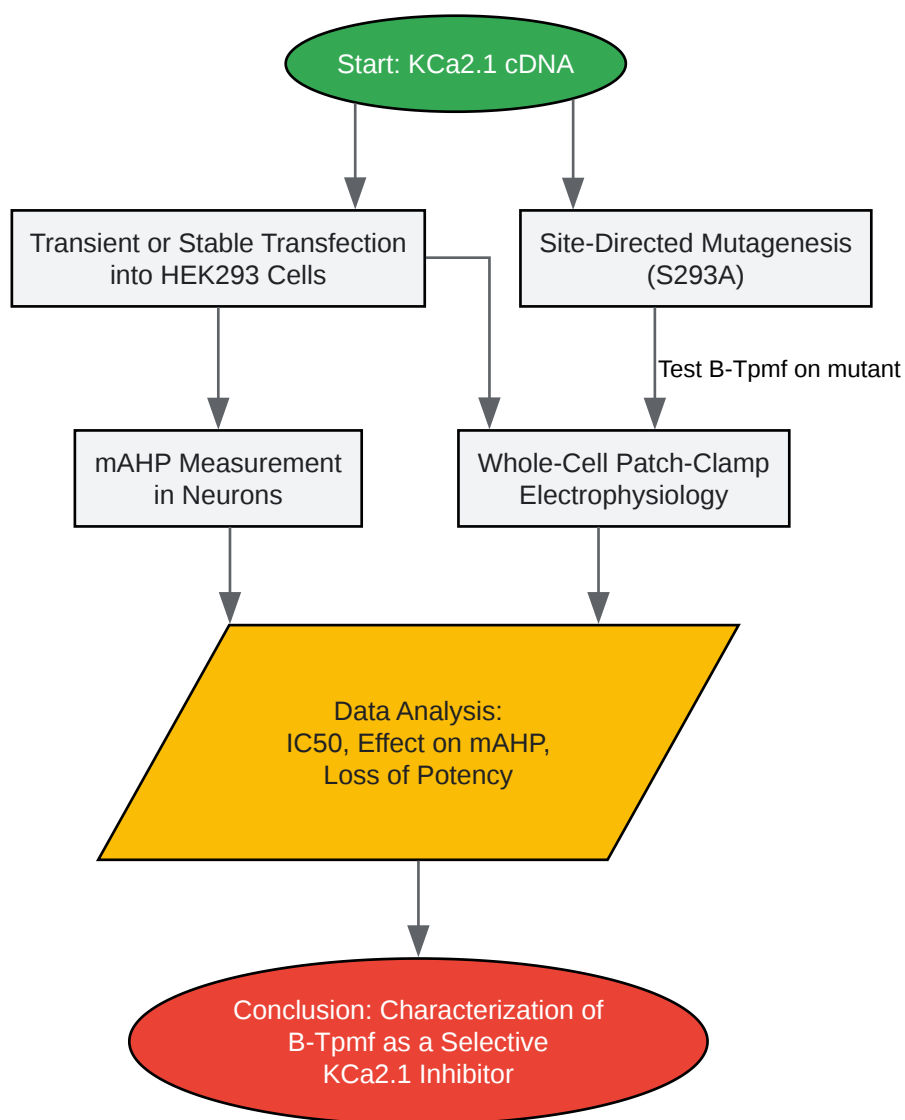 Start: KCa2.1 cDNA
Transient or Stable Transfection
into HEK293 Cells
Site-Directed Mutagenesis
(S293A)
Test B-Tpmf on mutant
mAHP Measurement
in Neurons
Whole-Cell Patch-Clamp
Electrophysiology
Data Analysis:
IC50, Effect on mAHP,
Loss of Potency
Conclusion: Characterization of
B-Tpmf as a Selective
KCa2.1 Inhibitor